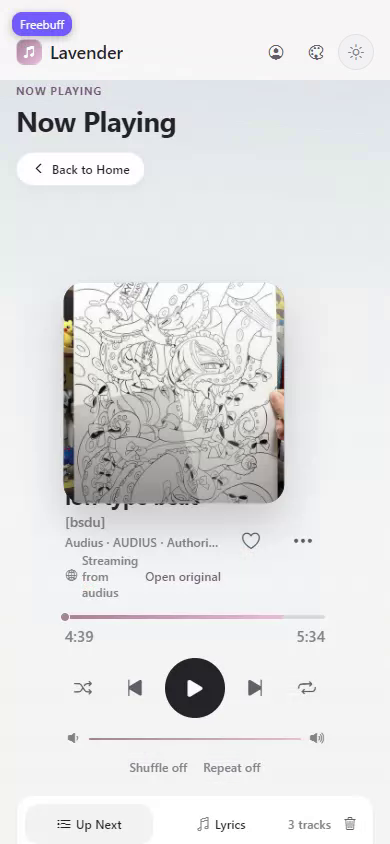 Freebuff
Lavender
NOW PLAYING
Now Playing
Back to Home
[bsdu]
Audius · AUDIUS · Authori...
Streaming
from
audius
Open original
4:39
5:34
Shuffle off
Repeat off
Up Next
Lyrics
3 tracks